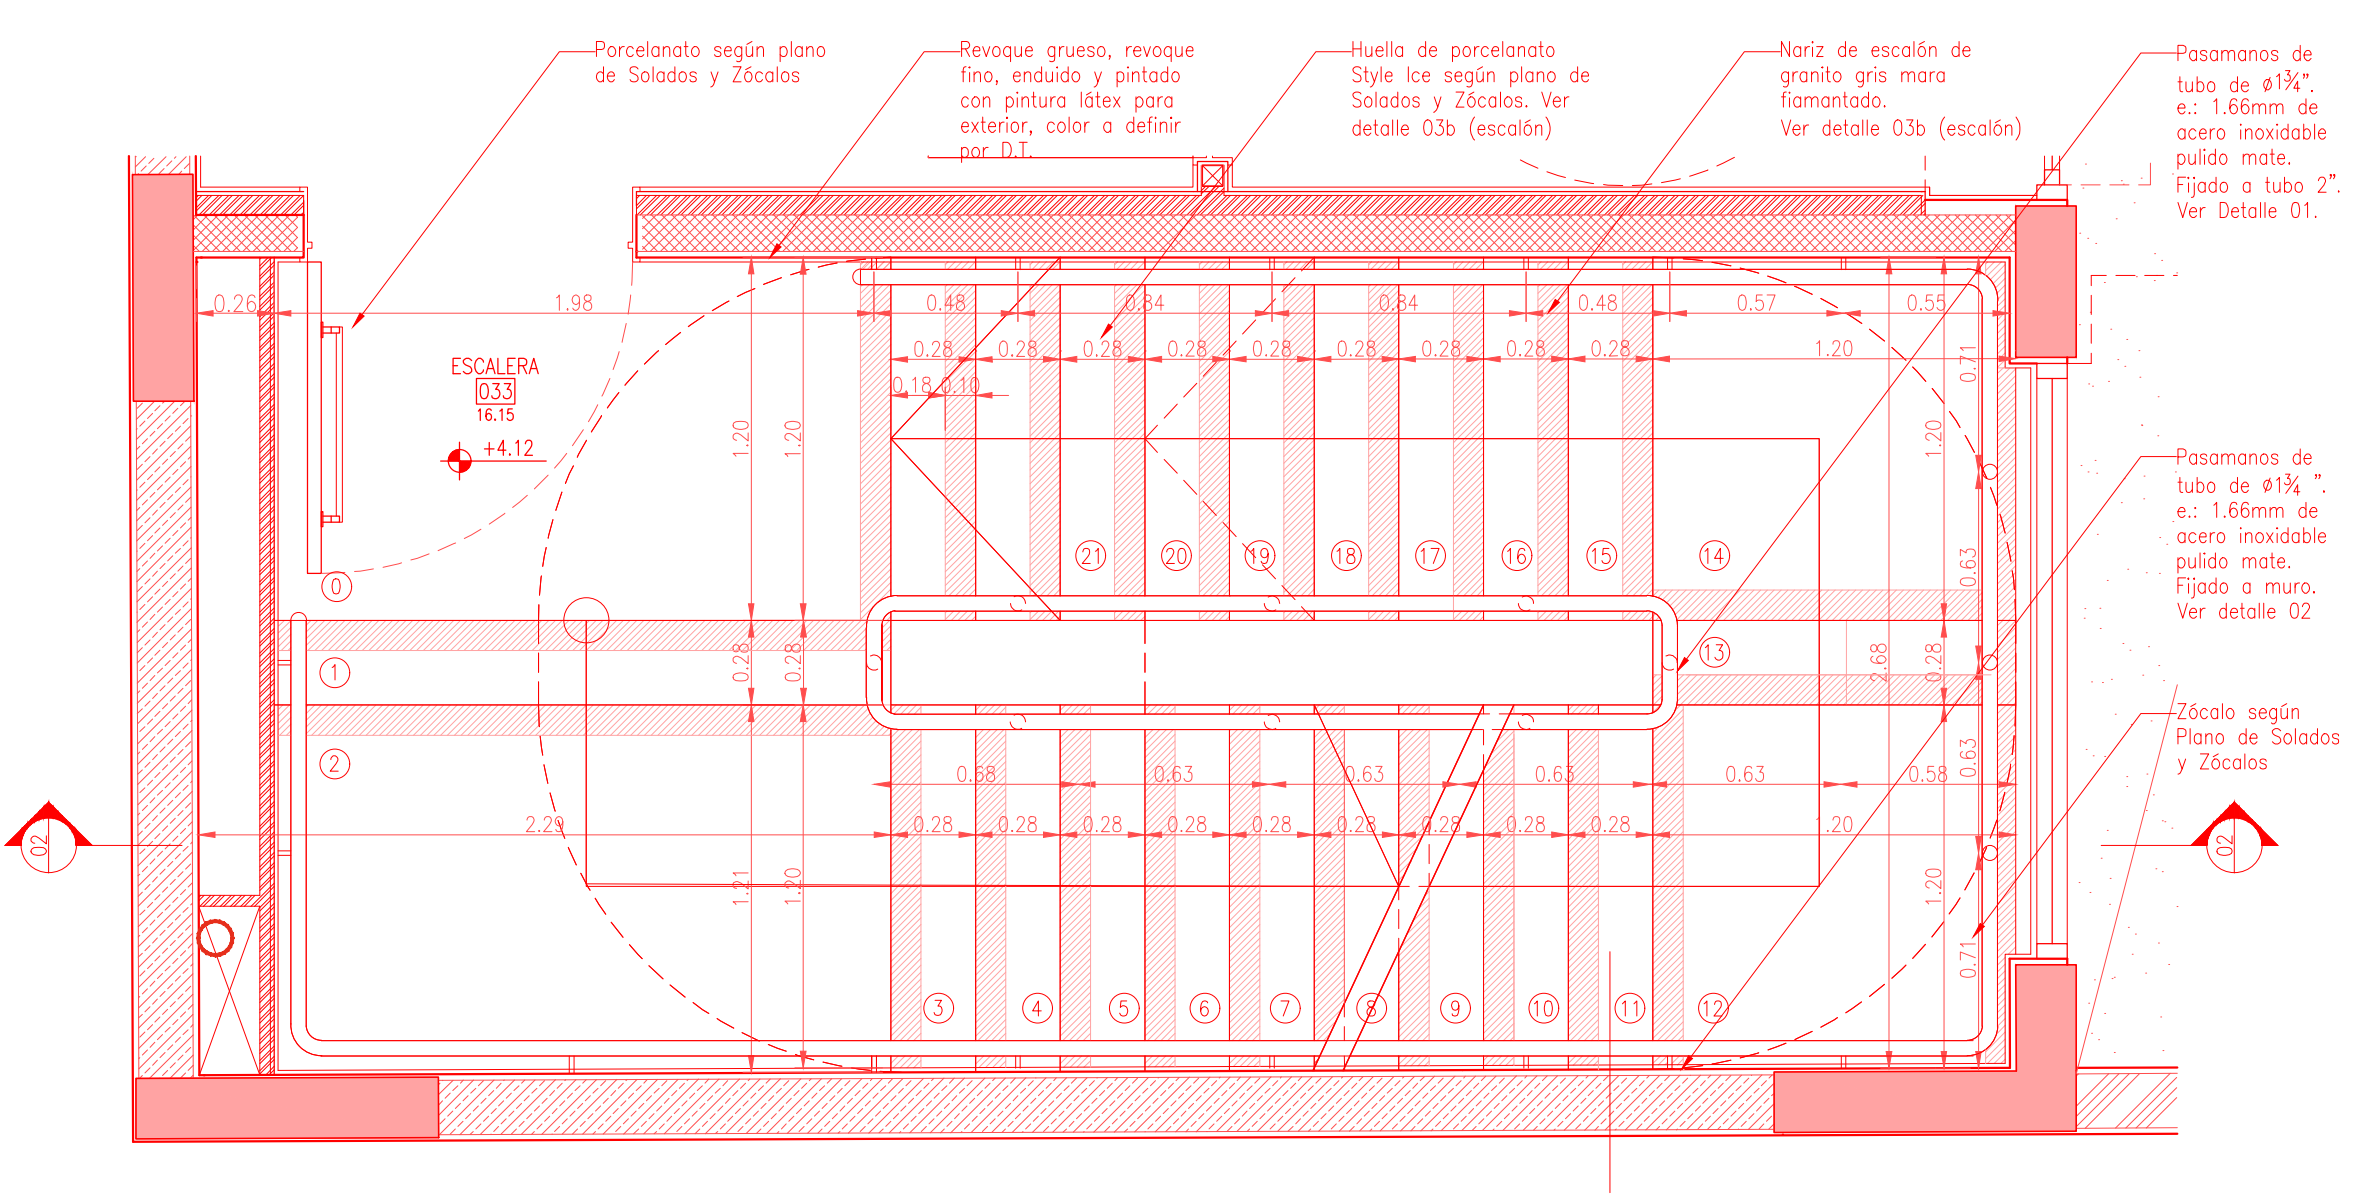 Porcelanato según plano
de Solados y Zócalos
Revoque grueso, revoque
fino, enduido y pintado
con pintura látex para
exterior, color a definir
por D.T.
Huella de porcelanato
Style Ice según plano de
Solados y Zócalos. Ver
detalle 03b (escalón)
Nariz de escalón de
granito gris mara
fiamantado.
Ver detalle 03b (escalón)
Pasamanos de
tubo de ø1¾".
e.: 1.66mm de
acero inoxidable
pulido mate.
Fijado a tubo 2".
Ver Detalle 01.
0.26
1.98
0.48
0.84
0.84
0.48
0.57
0.55
0.28
0.28
0.28
0.28
0.28
0.28
0.28
0.28
0.28
1.20
0.71
0.18
0.10
ESCALERA
033
16.15
+4.12
1.20
1.20
1.20
Pasamanos de
tubo de ø1¾ ".
e.: 1.66mm de
acero inoxidable
pulido mate.
Fijado a muro.
Ver detalle 02
21
20
19
18
17
16
15
14
0.63
0
1
0.28
0.28
13
2.68
0.28
2
0.68
0.63
0.63
0.63
0.63
0.58
0.63
Zócalo según
Plano de Solados
y Zócalos
2.29
0.28
0.28
0.28
0.28
0.28
0.28
0.28
0.28
0.28
1.20
02
02
1.21
1.20
1.20
0.71
3
4
5
6
7
8
9
10
11
12